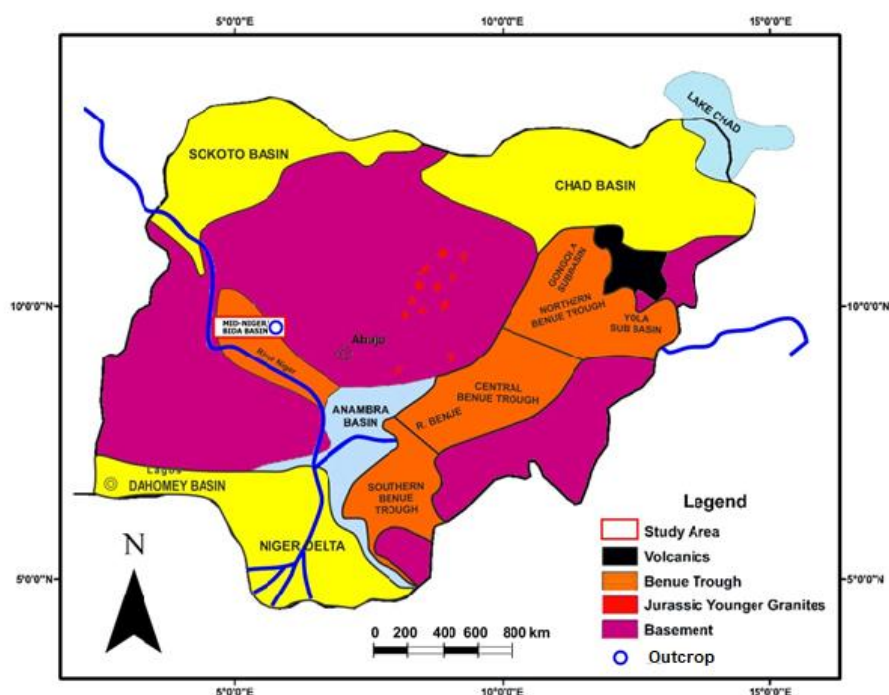 5°0'0"E
10°0'0"E
15°0'0"E
LAKE CHAD
SOKOTO BASIN
CHAD BASIN
GONGOLA
SUBBASIN
10°0'0"N
10°0'0"N
MID-NIGER/
BIDA BASIN
NORTHERN
BENUE TROUGH
YOLA
SUB BASIN
Abuja
River Niger
CENTRAL
BENUE TROUGH
ANAMBRA
BASIN
R. BENUE
Lagos
DAHOMEY BASIN
SOUTHERN
BENUE
TROUGH
NIGER DELTA
Legend
Study Area
Volcanics
Benue Trough
Jurassic Younger Granites
Basement
Outcrop
N
5°0'0"N
5°0'0"N
0 200 400 600 800 km
5°0'0"E
10°0'0"E
15°0'0"E